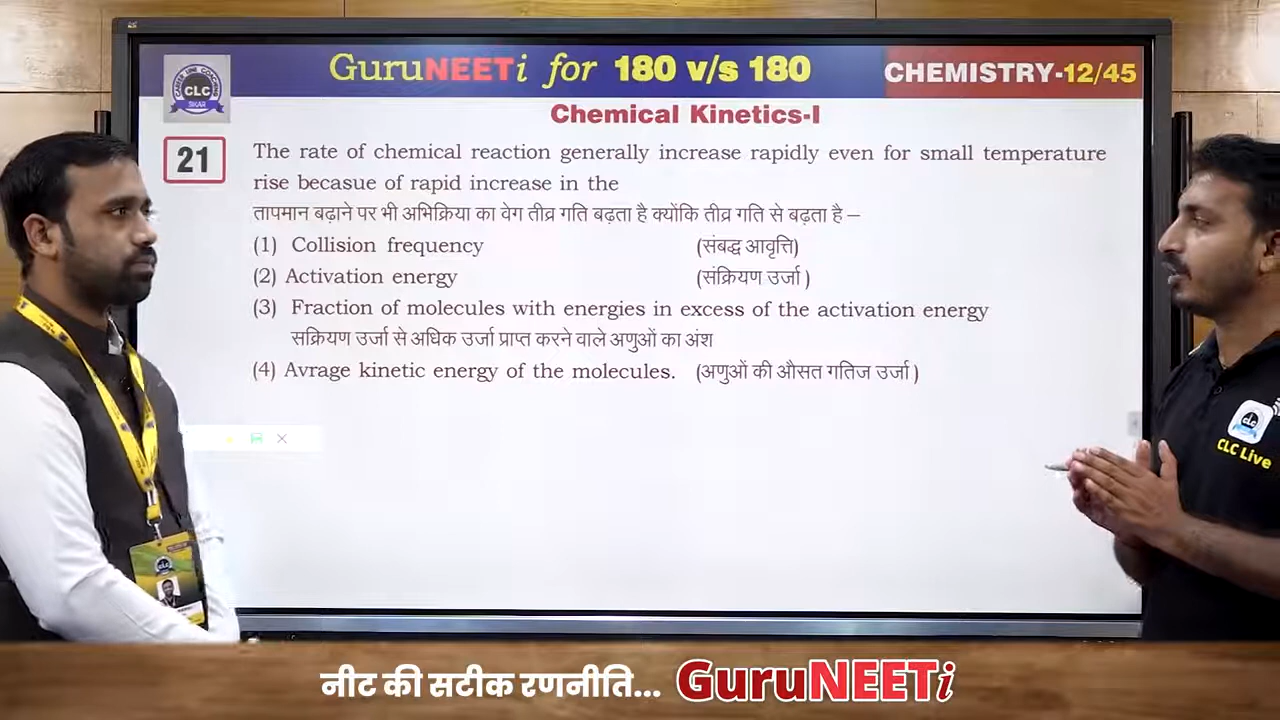 GuruNEETi for 180 v/s 180
CHEMISTRY-12/45
CLC
SIKAR
Chemical Kinetics-I
21
The rate of chemical reaction generally increase rapidly even for small temperature
rise becasue of rapid increase in the
तापमान बढ़ाने पर भी अभिक्रिया का वेग तीव्र गति बढ़ता है क्योंकि तीव्र गति से बढ़ता है –
(1) Collision frequency (संबद्ध आवृत्ति)
(2) Activation energy (संक्रियण उर्जा )
(3) Fraction of molecules with energies in excess of the activation energy
सक्रियण उर्जा से अधिक उर्जा प्राप्त करने वाले अणुओं का अंश
(4) Avrage kinetic energy of the molecules. (अणुओं की औसत गतिज उर्जा )
CLC
CLC Live
नीट की सटीक रणनीति... GuruNEETi